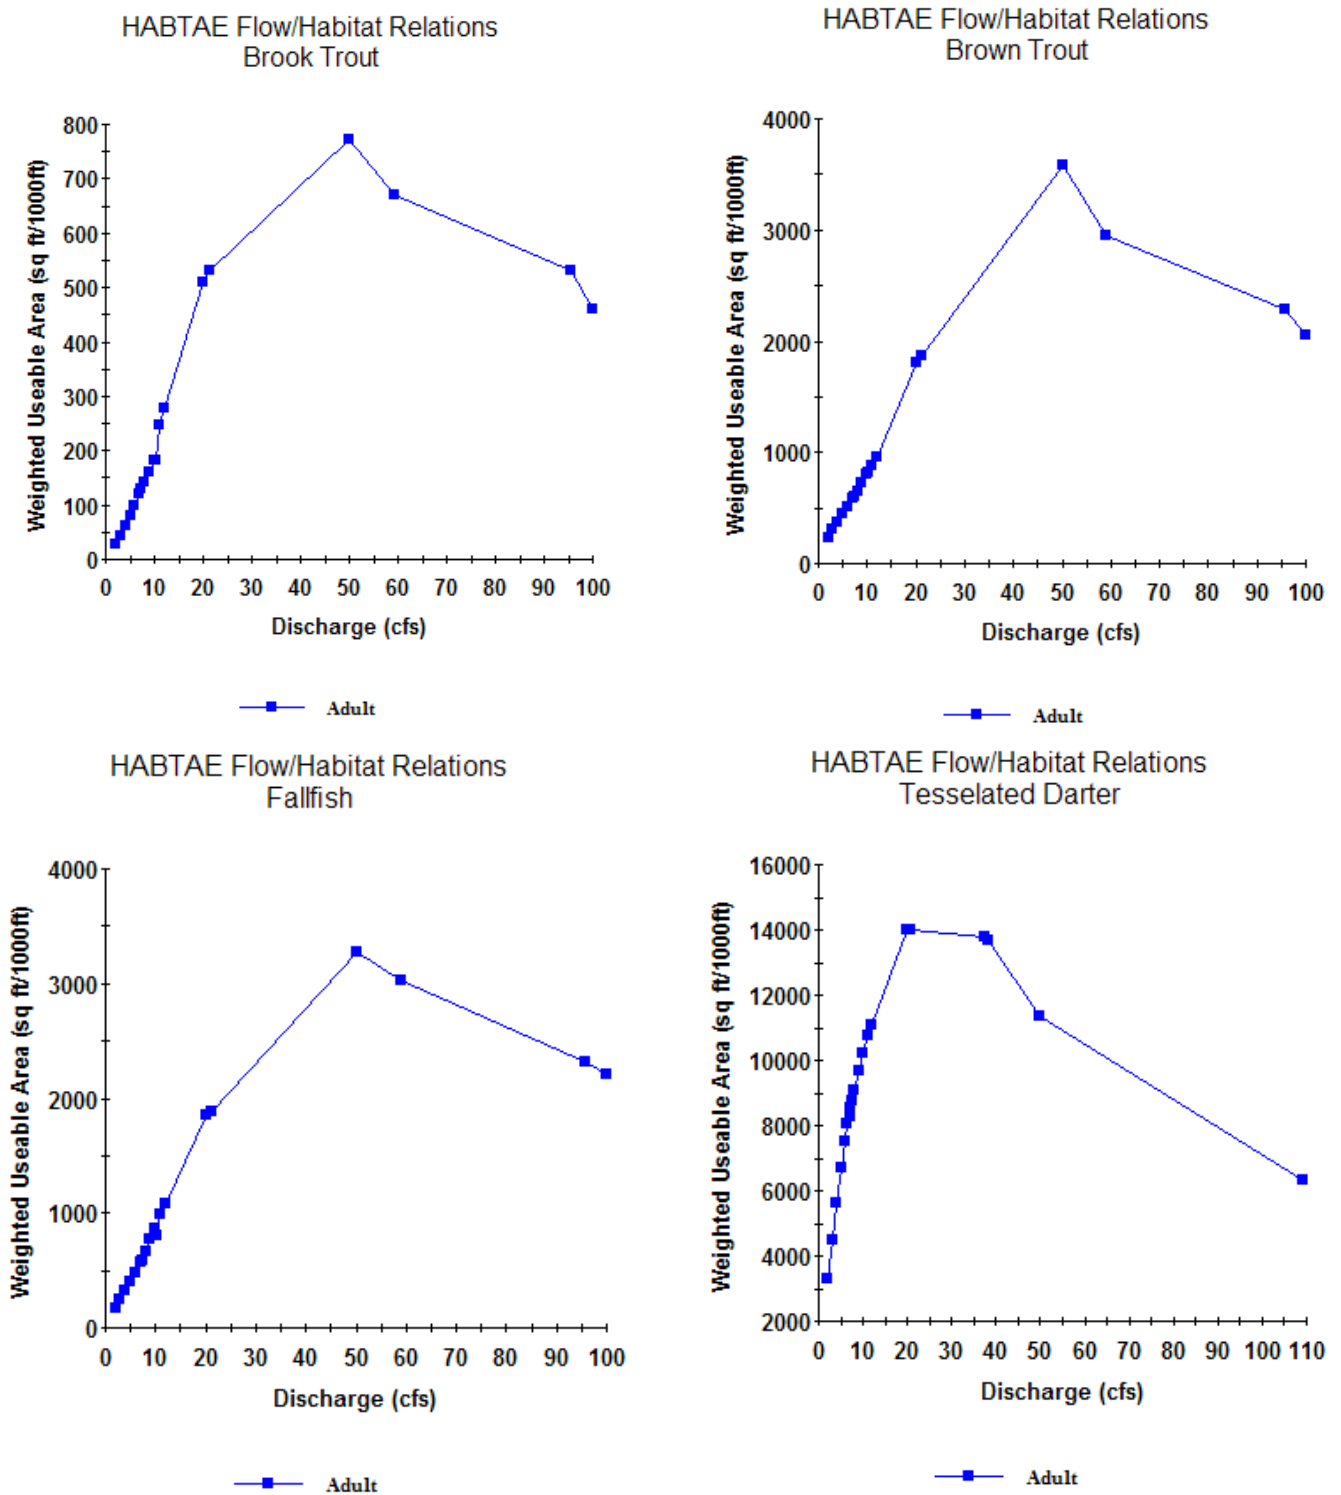 HABTAE Flow/Habitat Relations
Brook Trout
Weighted Useable Area (sq ft/1000ft)
800
700
600
500
400
300
200
100
0
0 10 20 30 40 50 60 70 80 90 100
Discharge (cfs)
Adult
HABTAE Flow/Habitat Relations
Brown Trout
Weighted Useable Area (sq ft/1000ft)
4000
3000
2000
1000
0
0 10 20 30 40 50 60 70 80 90 100
Discharge (cfs)
Adult
HABTAE Flow/Habitat Relations
Fallfish
Weighted Useable Area (sq ft/1000ft)
4000
3000
2000
1000
0
0 10 20 30 40 50 60 70 80 90 100
Discharge (cfs)
Adult
HABTAE Flow/Habitat Relations
Tesselated Darter
Weighted Useable Area (sq ft/1000ft)
16000
14000
12000
10000
8000
6000
4000
2000
0 10 20 30 40 50 60 70 80 90 100 110
Discharge (cfs)
Adult